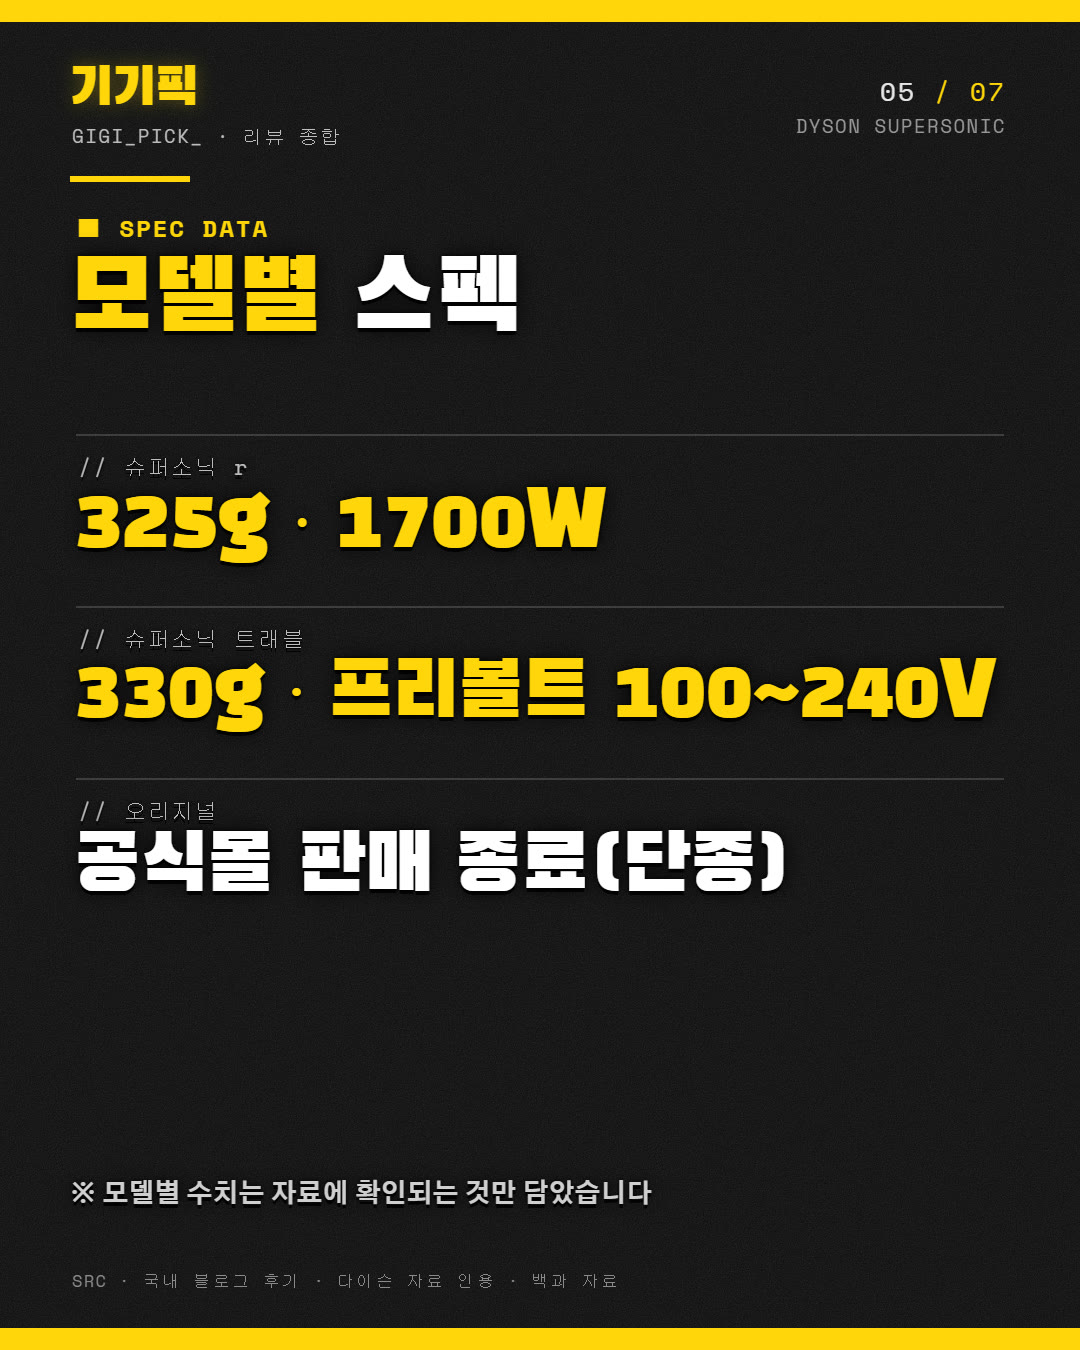 기기픽
GIGI_PICK_ · 리뷰 종합
05 / 07
DYSON SUPERSONIC
■ SPEC DATA
모델별 스펙
// 슈퍼소닉 r
325g · 1700W
// 슈퍼소닉 트래블
330g · 프리볼트 100~240V
// 오리지널
공식몰 판매 종료(단종)
※ 모델별 수치는 자료에 확인되는 것만 담았습니다
SRC · 국내 블로그 후기 · 다이슨 자료 인용 · 백과 자료